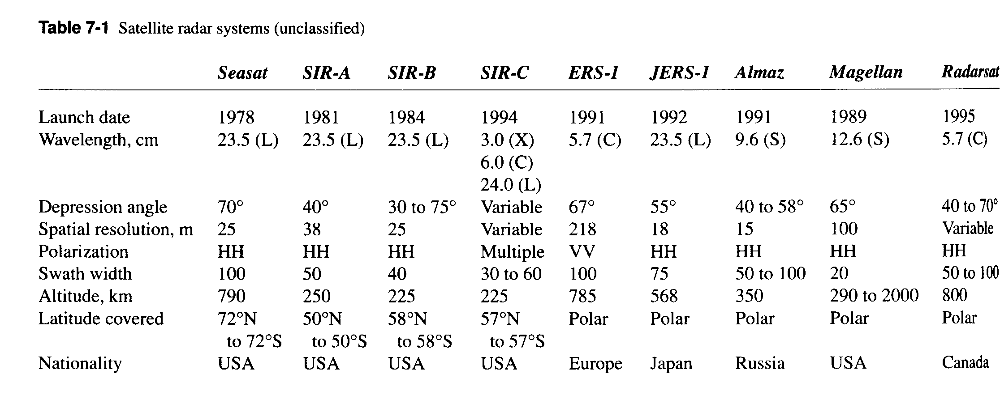 Table 7-1 Satellite radar systems (unclassified)
Seasat SIR-A SIR-B SIR-C ERS-1 JERS-1 Almaz Magellan Radarsat
Launch date 1978 1981 1984 1994 1991 1992 1991 1989 1995
Wavelength, cm 23.5 (L) 23.5 (L) 23.5 (L) 3.0 (X) 5.7 (C) 23.5 (L) 9.6 (S) 12.6 (S) 5.7 (C)
6.0 (C)
24.0 (L)
Depression angle 70° 40° 30 to 75° Variable 67° 55° 40 to 58° 65° 40 to 70°
Spatial resolution, m 25 38 25 Variable 218 18 15 100 Variable
Polarization HH HH HH Multiple VV HH HH HH HH
Swath width 100 50 40 30 to 60 100 75 50 to 100 20 50 to 100
Altitude, km 790 250 225 225 785 568 350 290 to 2000 800
Latitude covered 72°N 50°N 58°N 57°N Polar Polar Polar Polar Polar
to 72°S to 50°S to 58°S to 57°S
Nationality USA USA USA USA Europe Japan Russia USA Canada